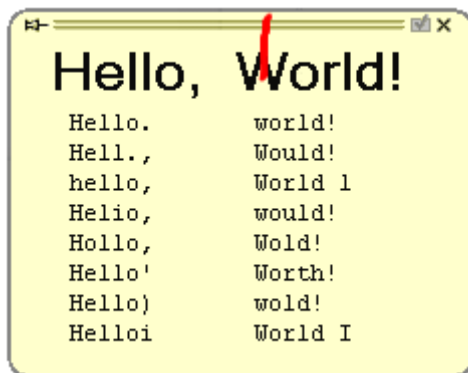 Hello, World!
Hello. world!
Hell., Would!
hello, World l
Helio, would!
Hollo, Wold!
Hello' Worth!
Hello) wold!
Helloi World I